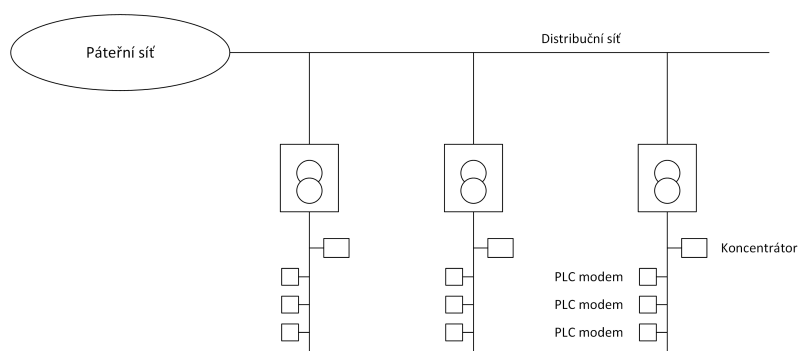 Distribuční síť
Páteřní síť
Koncentrátor
PLC modem
PLC modem
PLC modem